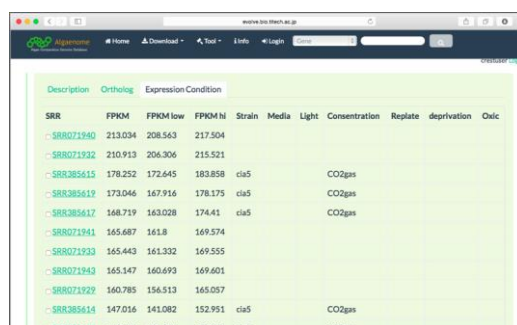 evolve.bio.titech.ac.jp
Algaenome Home Download Tool Info Login
Description Ortholog Expression Condition
SRR FPKM FPKM low FPKM hi Strain Media Light Consentration Replate deprivation Oxic
SRR071940 213.034 208.563 217.504
SRR071932 210.913 206.306 215.521
SRR385615 178.252 172.645 183.858 cia5 CO2gas
SRR385619 173.046 167.916 178.175 cia5 CO2gas
SRR385617 168.719 163.028 174.41 cia5 CO2gas
SRR071941 165.687 161.8 169.574
SRR071933 165.443 161.332 169.555
SRR071943 165.147 160.693 169.601
SRR071929 160.785 156.513 165.057
SRR385614 147.016 141.082 152.951 cia5 CO2gas